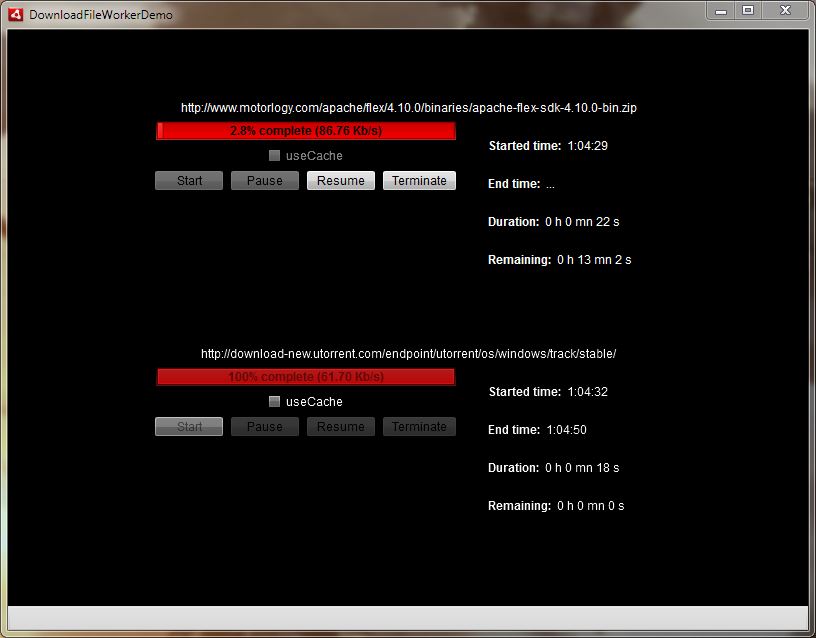 DownloadFileWorkerDemo
http://www.motorlogy.com/apache/flex/4.10.0/binaries/apache-flex-sdk-4.10.0-bin.zip
2.8% complete (86.76 Kb/s)
useCache
Start Pause Resume Terminate
Started time: 1:04:29
End time: ...
Duration: 0 h 0 mn 22 s
Remaining: 0 h 13 mn 2 s
http://download-new.utorrent.com/endpoint/utorrent/os/windows/track/stable/
100% complete (61.70 Kb/s)
useCache
Start Pause Resume Terminate
Started time: 1:04:32
End time: 1:04:50
Duration: 0 h 0 mn 18 s
Remaining: 0 h 0 mn 0 s